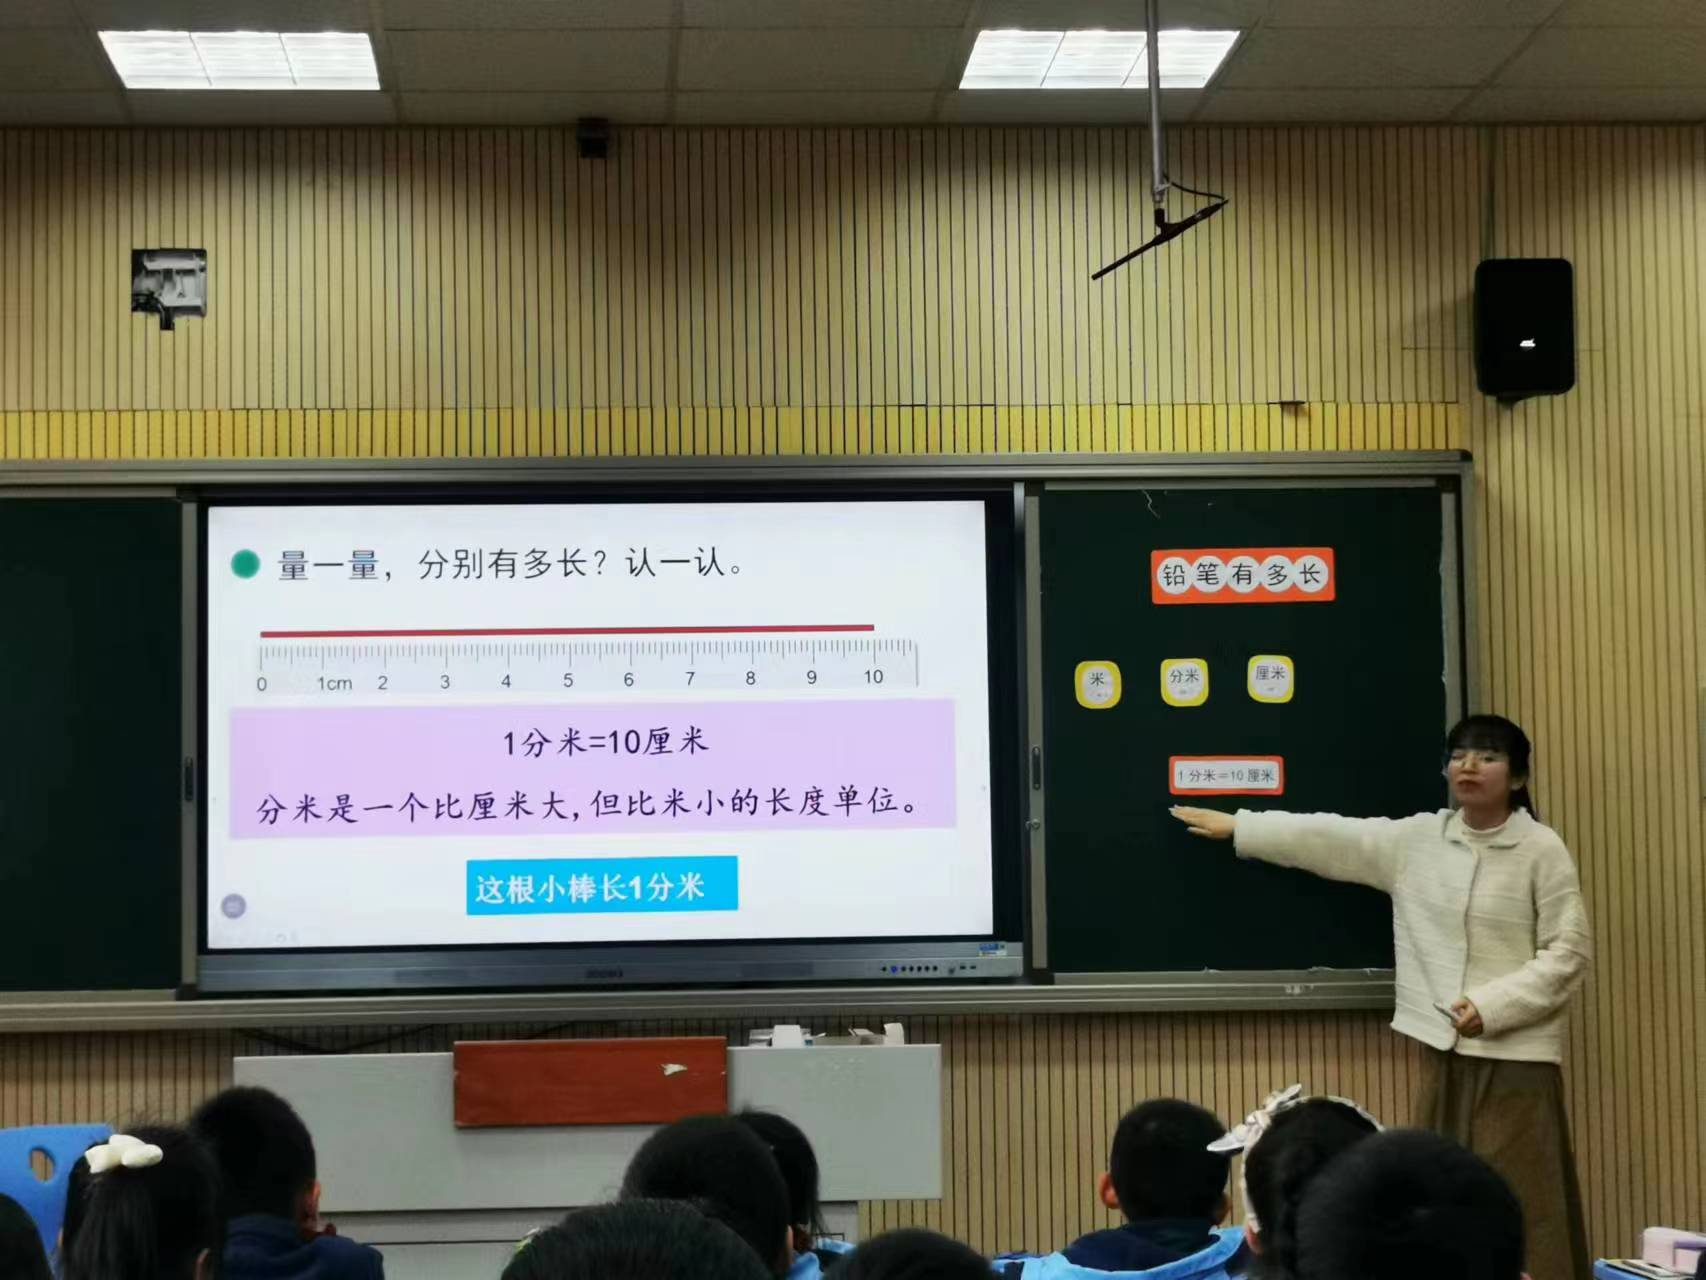 量一量，分别有多长？认一认。
0 1cm 2 3 4 5 6 7 8 9 10
1分米=10厘米
分米是一个比厘米大，但比米小的长度单位。
这根小棒长1分米
铅笔有多长
米 分米 厘米
1分米=10厘米